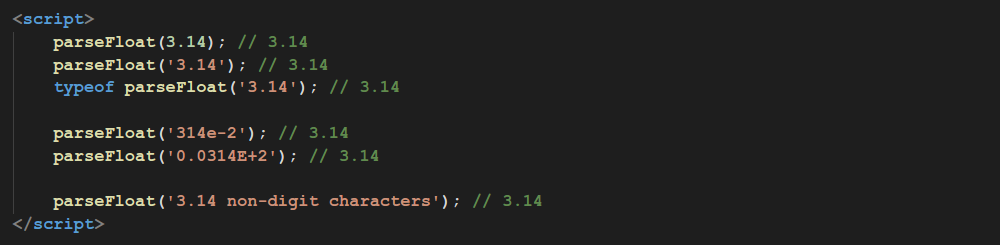 <script>
parseFloat(3.14); // 3.14
parseFloat('3.14'); // 3.14
typeof parseFloat('3.14'); // 3.14
parseFloat('314e-2'); // 3.14
parseFloat('0.0314E+2'); // 3.14
parseFloat('3.14 non-digit characters'); // 3.14
</script>